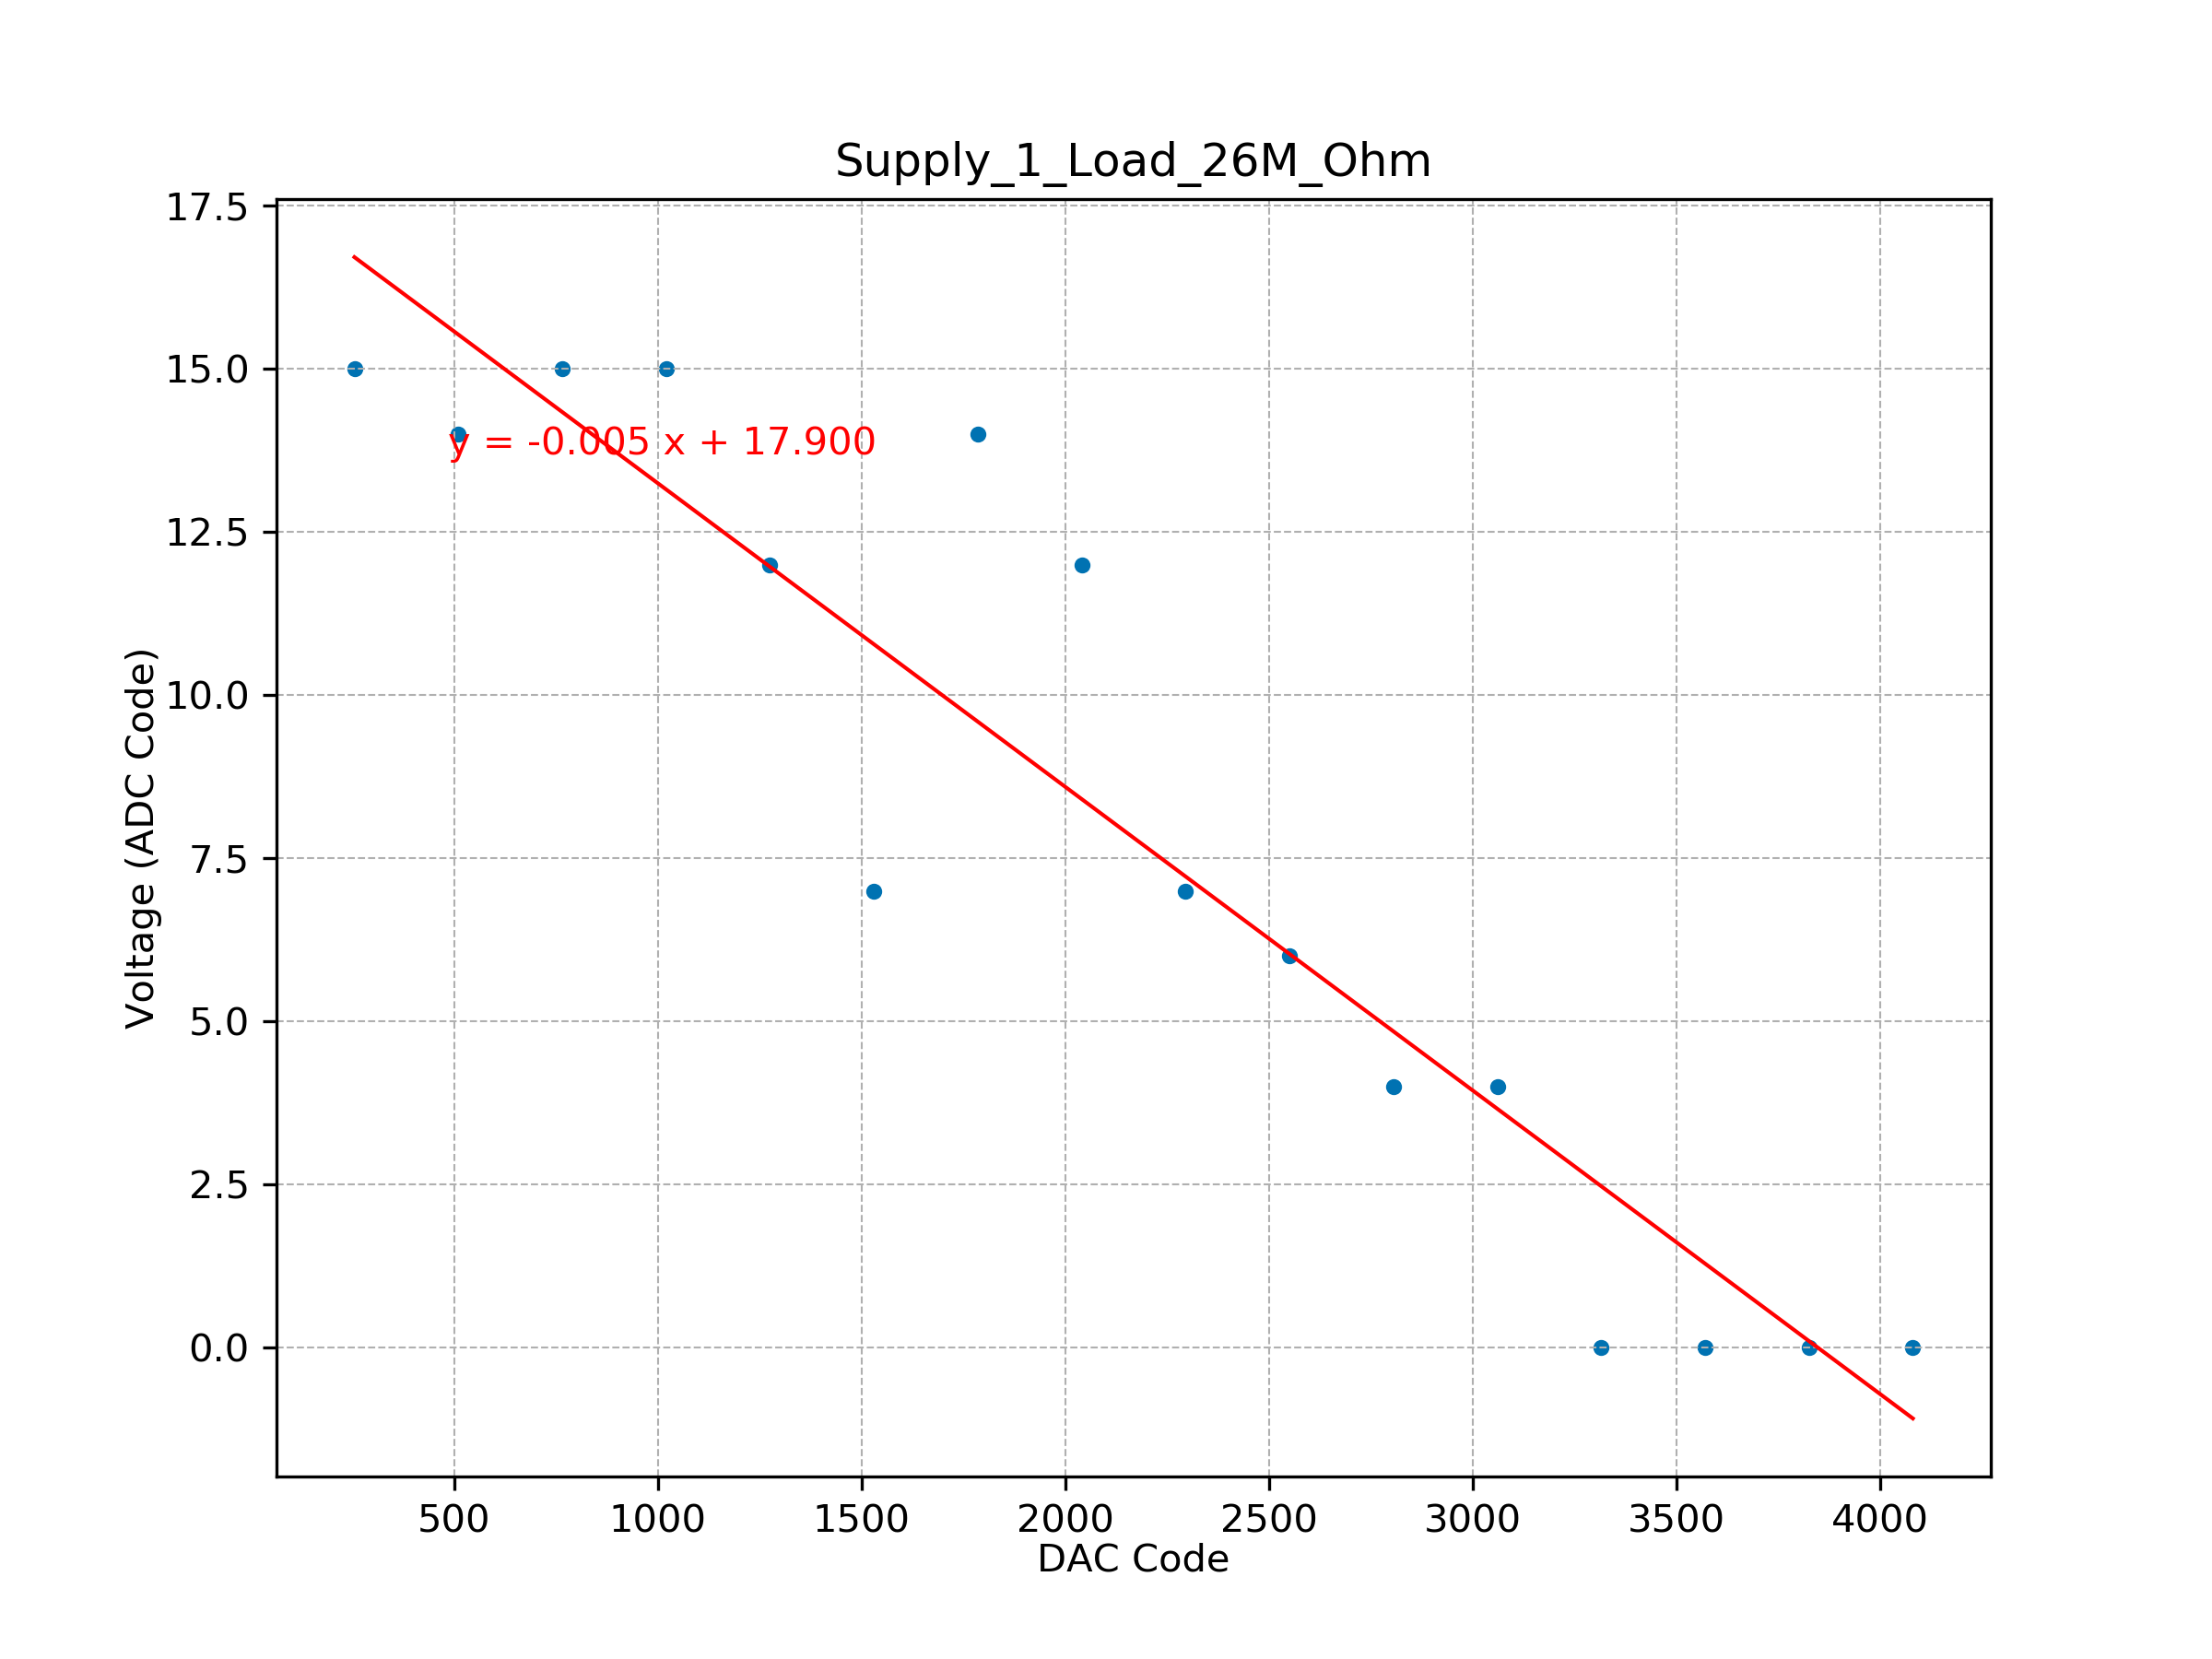 Supply_1_Load_26M_Ohm
17.5
15.0
12.5
10.0
7.5
5.0
2.5
0.0
Voltage (ADC Code)
y = -0.005 x + 17.900
500 1000 1500 2000 2500 3000 3500 4000
DAC Code